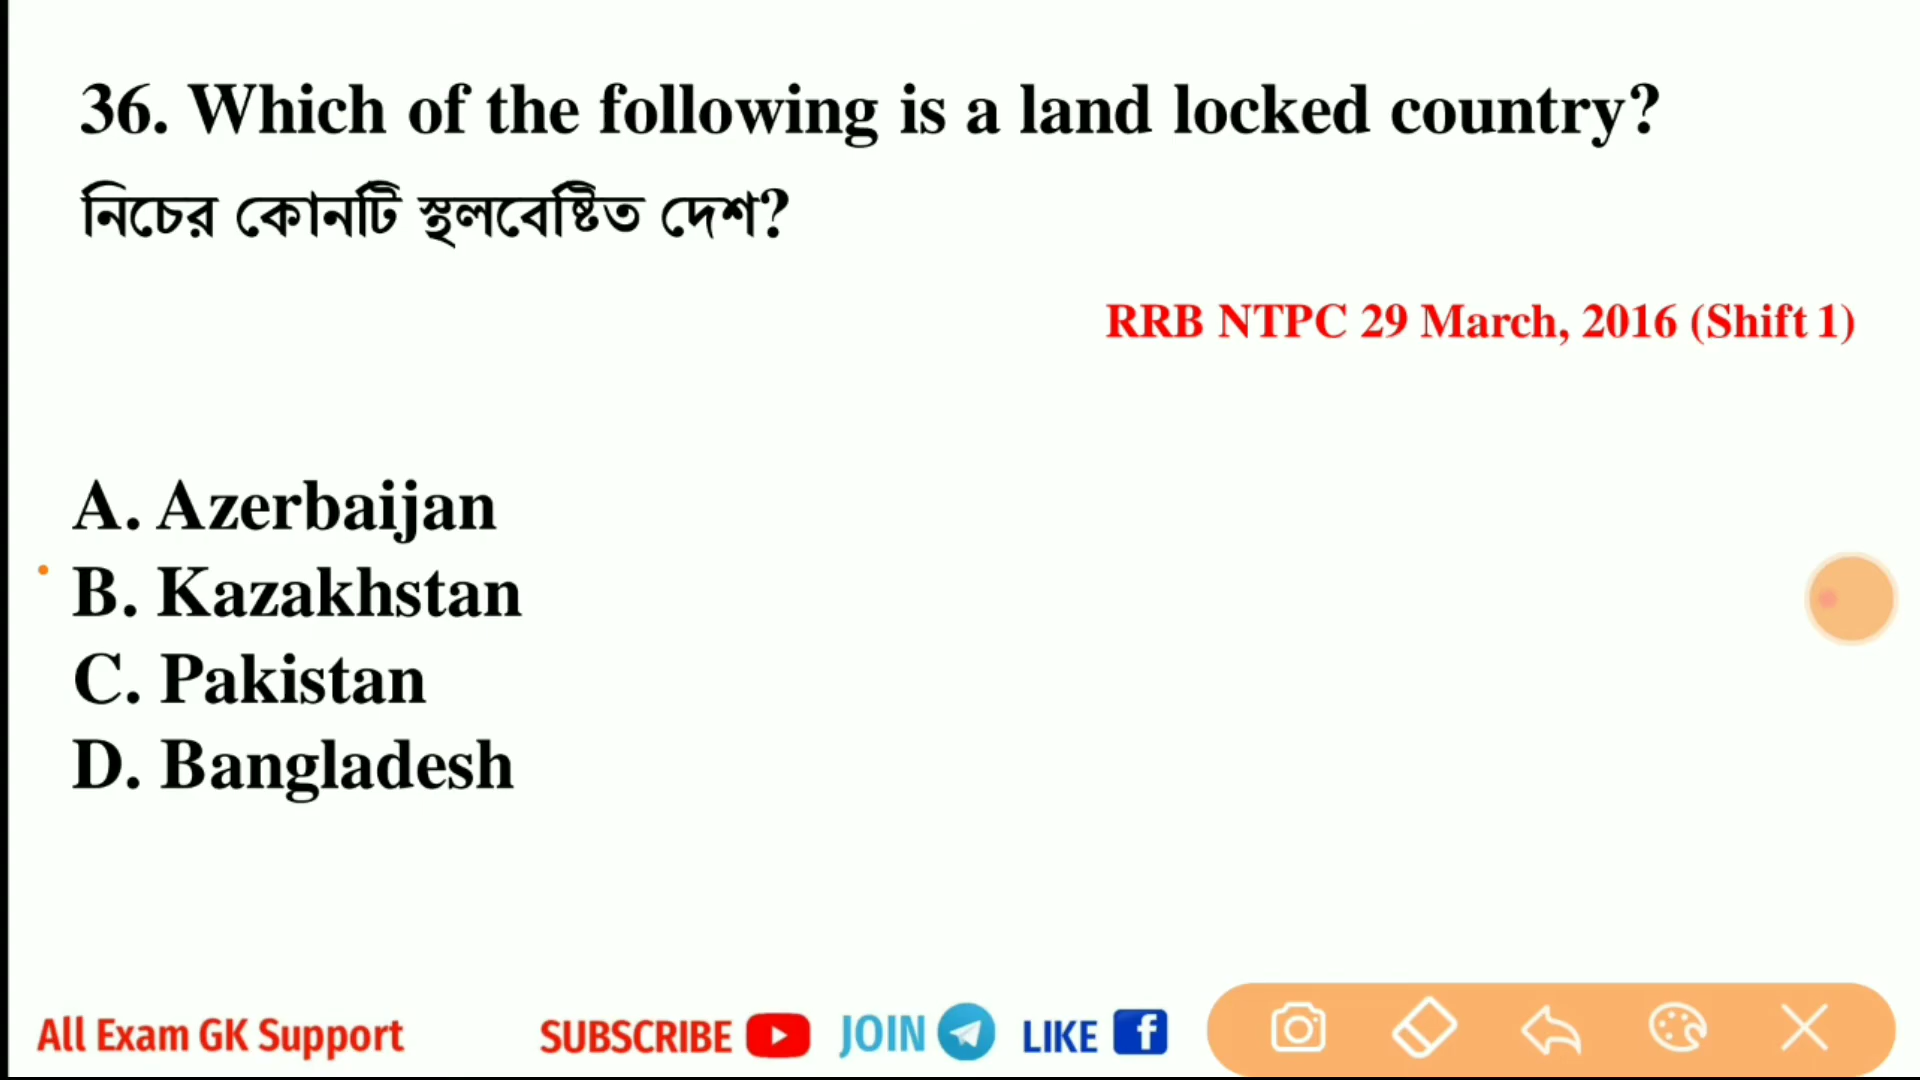 36. Which of the following is a land locked country?
নিচের কোনটি স্থলবেষ্টিত দেশ?
RRB NTPC 29 March, 2016 (Shift 1)
A. Azerbaijan
B. Kazakhstan
C. Pakistan
D. Bangladesh
All Exam GK Support SUBSCRIBE JOIN LIKE f